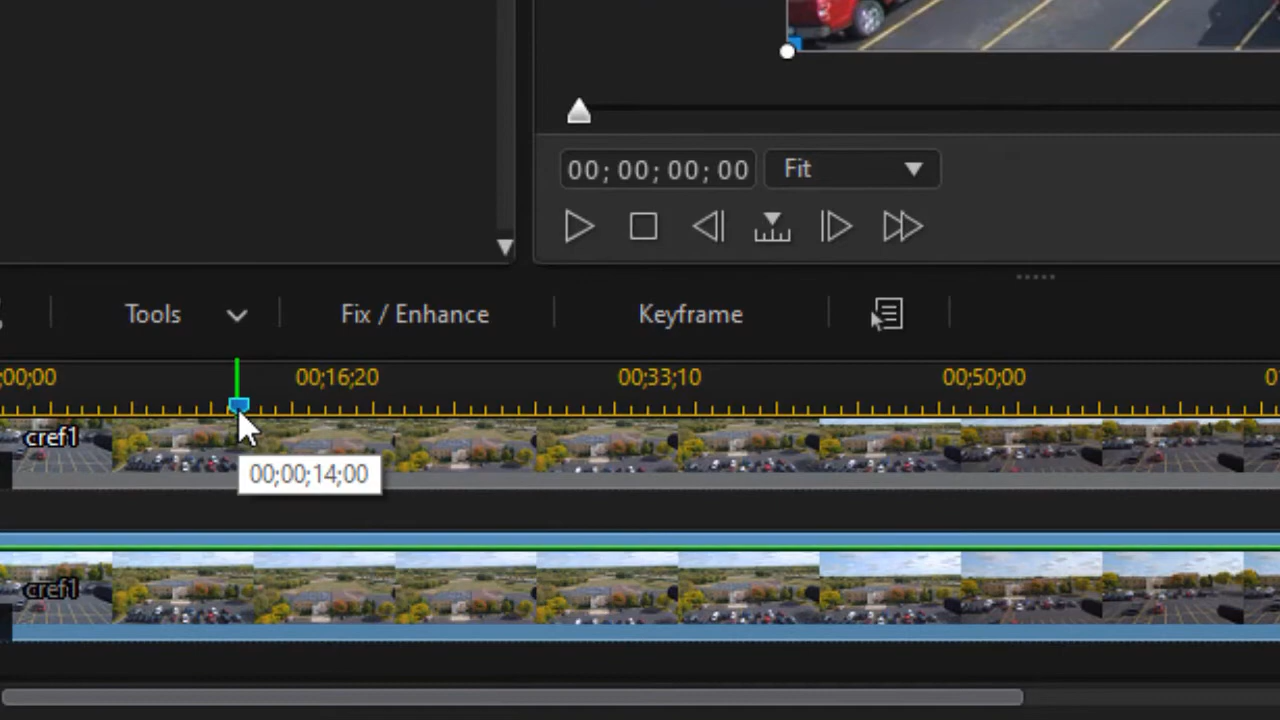 00; 00; 00; 00
Fit
Tools
Fix / Enhance
Keyframe
;00;00
00;16;20
00;33;10
00;50;00
cref1
00;00;14;00
cref1